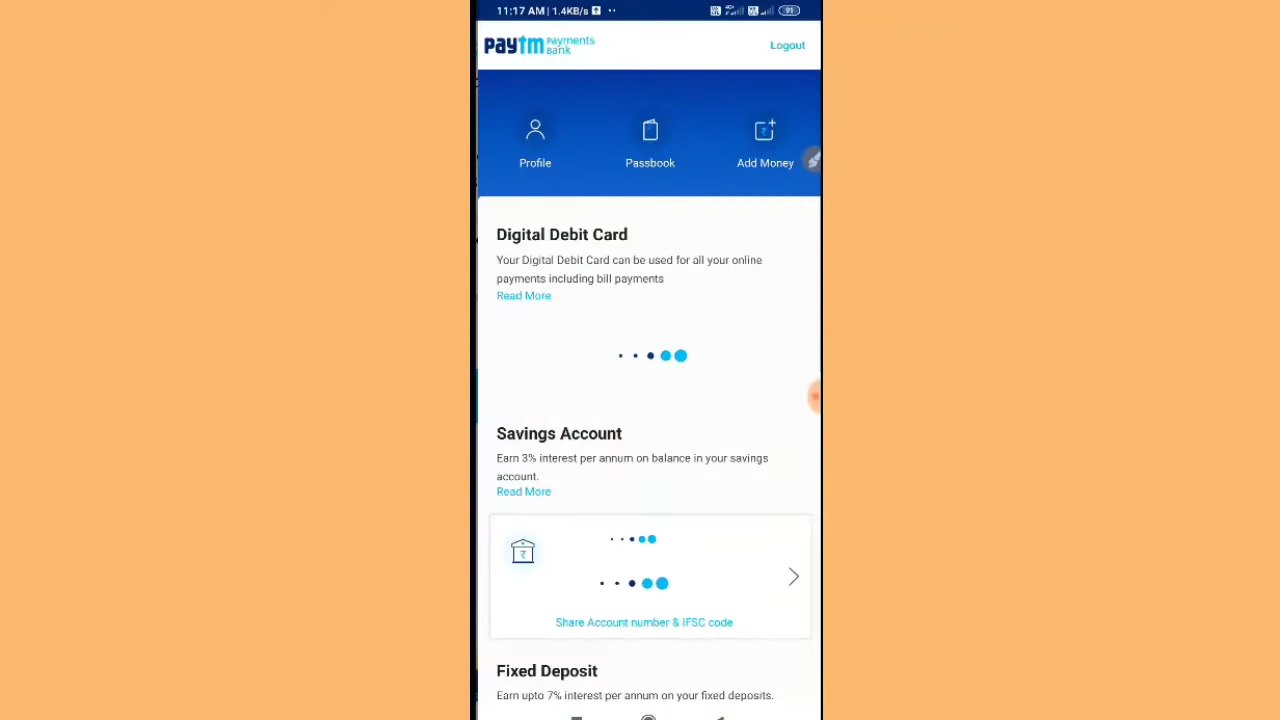 11:17 AM | 1.4KB/s
91
paytm Payments Bank
Logout
Profile
Passbook
Add Money
Digital Debit Card
Your Digital Debit Card can be used for all your online
payments including bill payments
Read More
Savings Account
Earn 3% interest per annum on balance in your savings
account.
Read More
Share Account number & IFSC code
Fixed Deposit
Earn upto 7% interest per annum on your fixed deposits.